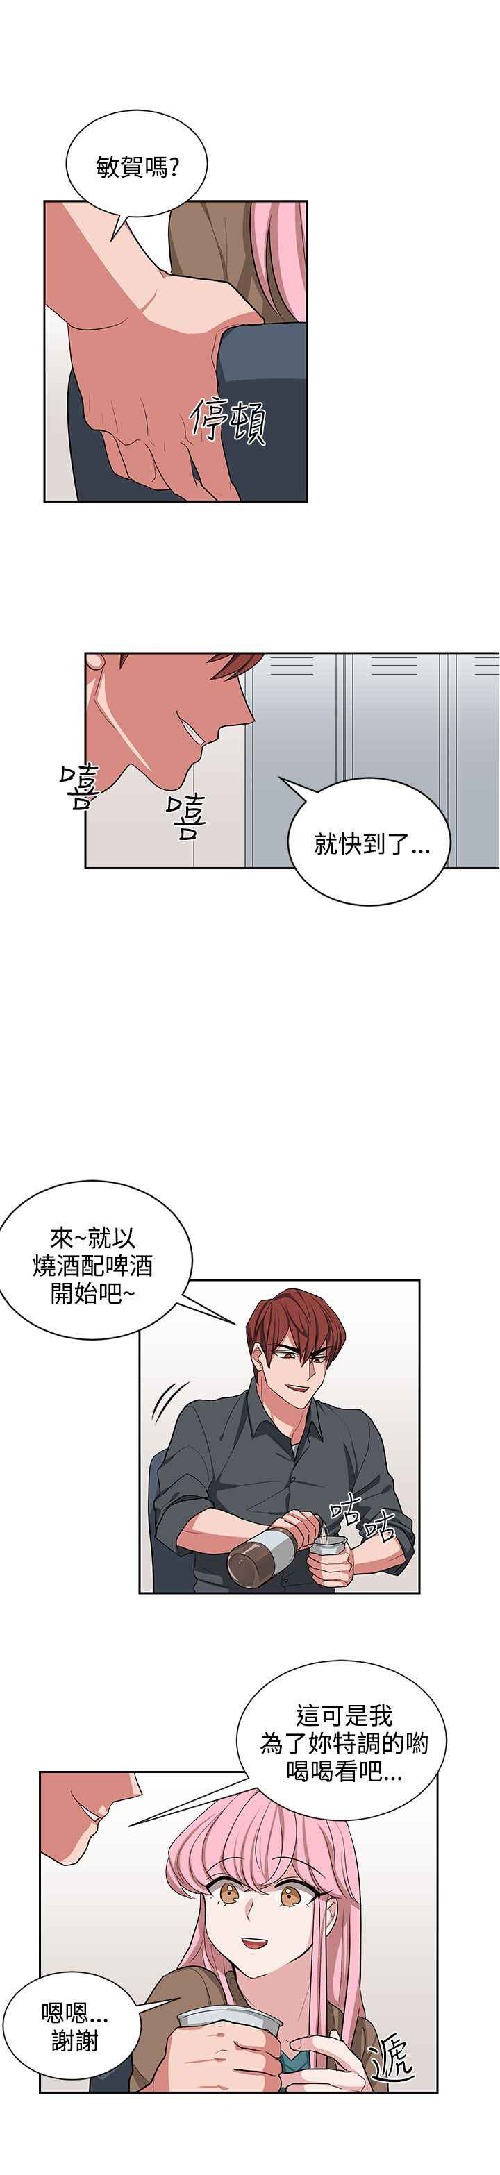 敏賀嗎?
停頓
嘻
嘻
就快到了...
來~就以
燒酒配啤酒
開始吧~
咕
咕
這可是我
為了妳特調的喲
喝喝看吧...
嗯嗯...
謝謝
遞